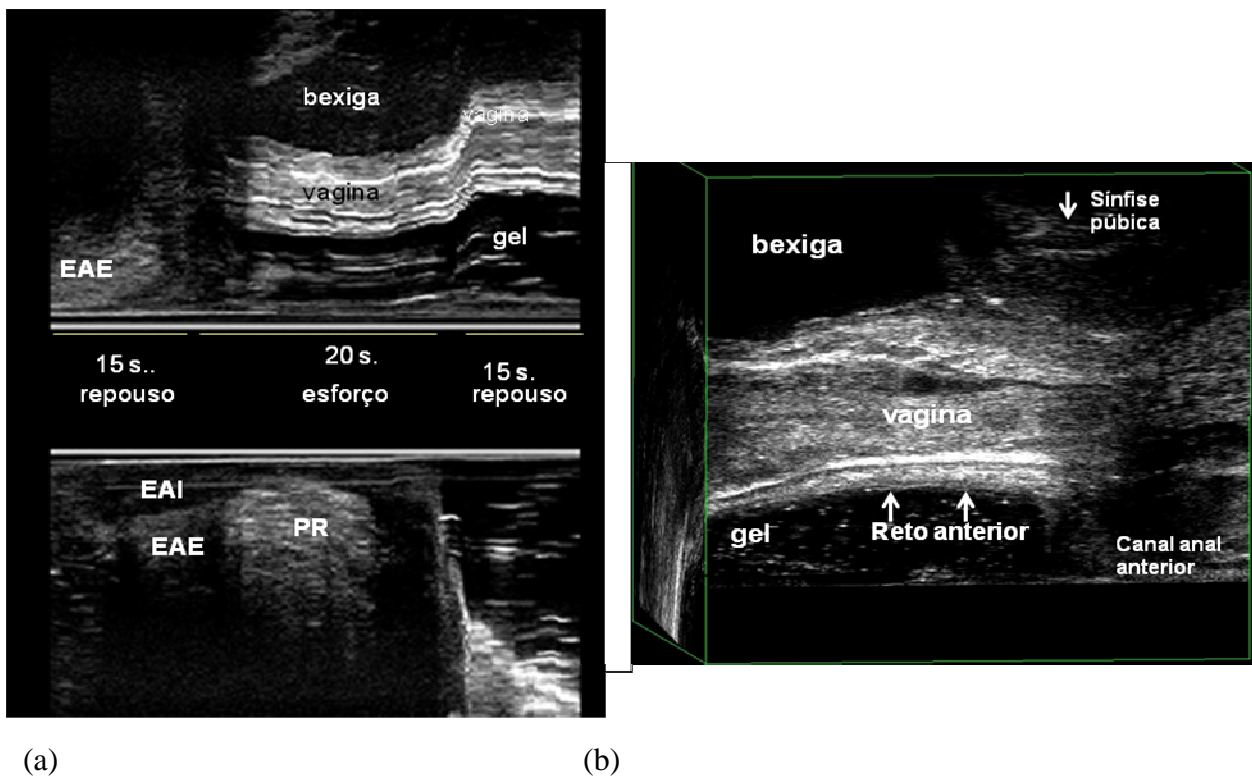 bexiga
vagina
vagina
gel
EAE
15 s..
repouso
20 s.
esforço
15 s.
repouso
EAI
EAE
PR
Sínfise
púbica
bexiga
vagina
gel
Reto anterior
Canal anal
anterior
(a)
(b)